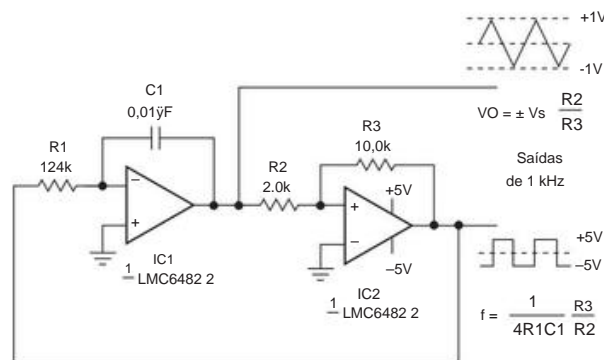 +1V
-1V
C1
0,01ÿF
VO = ± Vs R2
R3
R1
124k
R2
2.0k
R3
10,0k
Saídas
de 1 kHz
−
+
IC1
1
LMC6482 2
+
−
+5V
−5V
IC2
1
LMC6482 2
+5V
−5V
f = 1 R3
4R1C1 R2